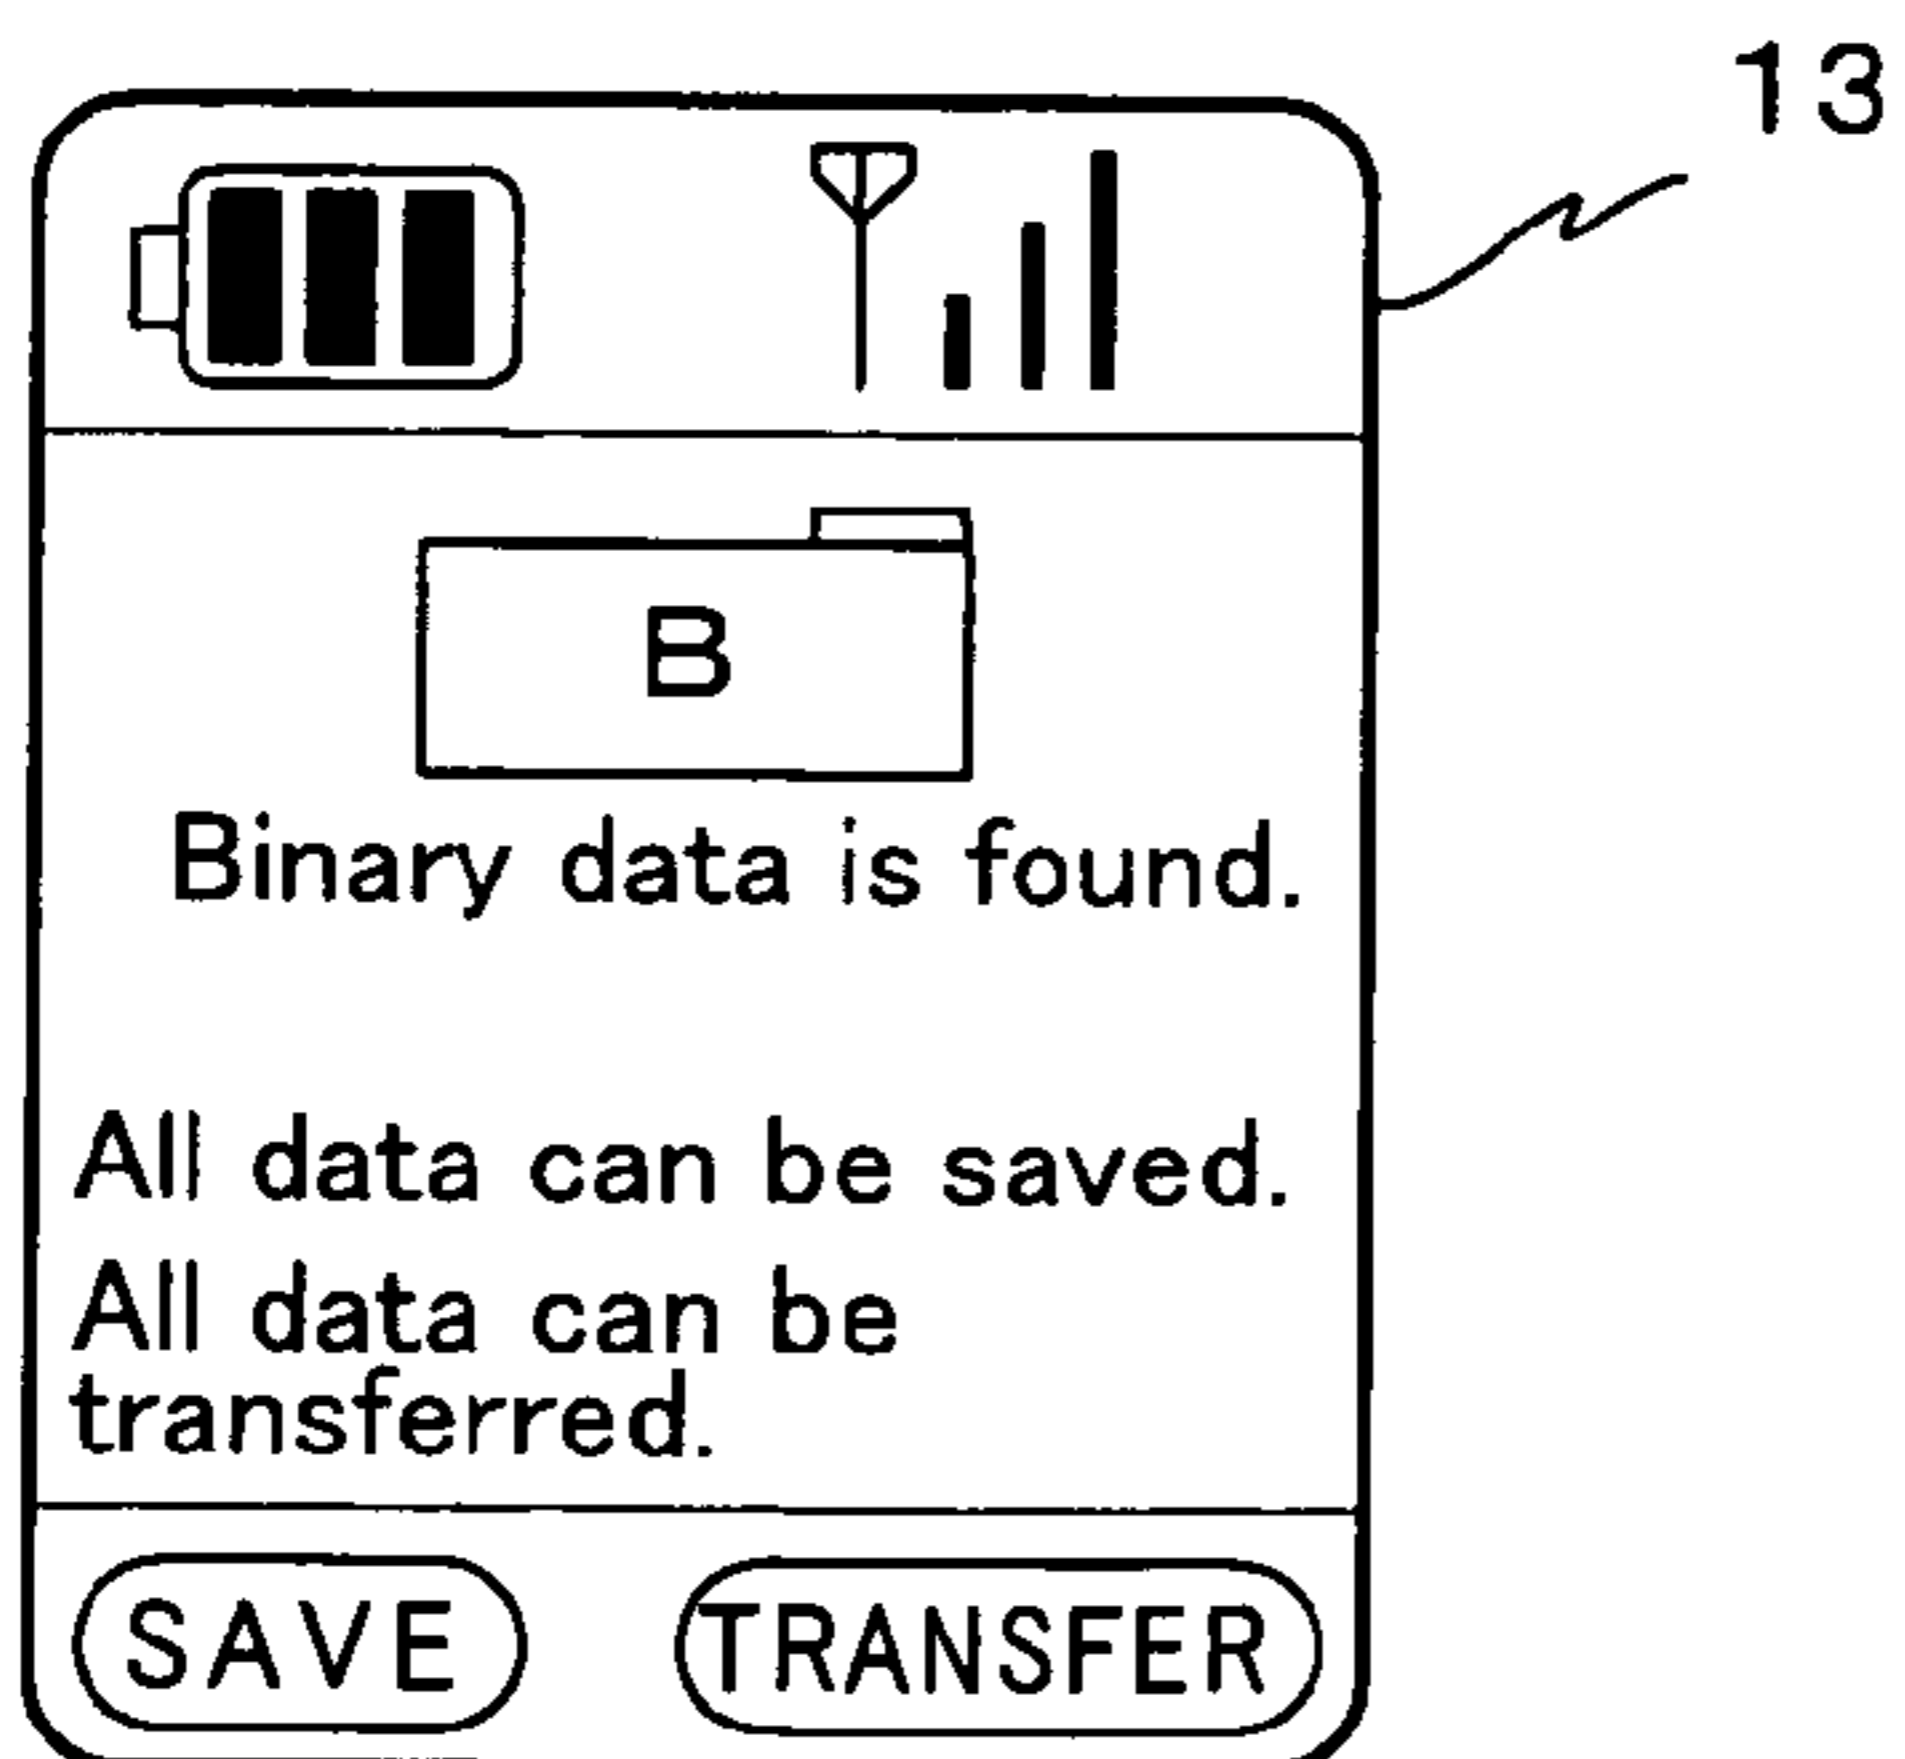 13
B
Binary data is found.
All data can be saved.
All data can be
transferred.
SAVE TRANSFER